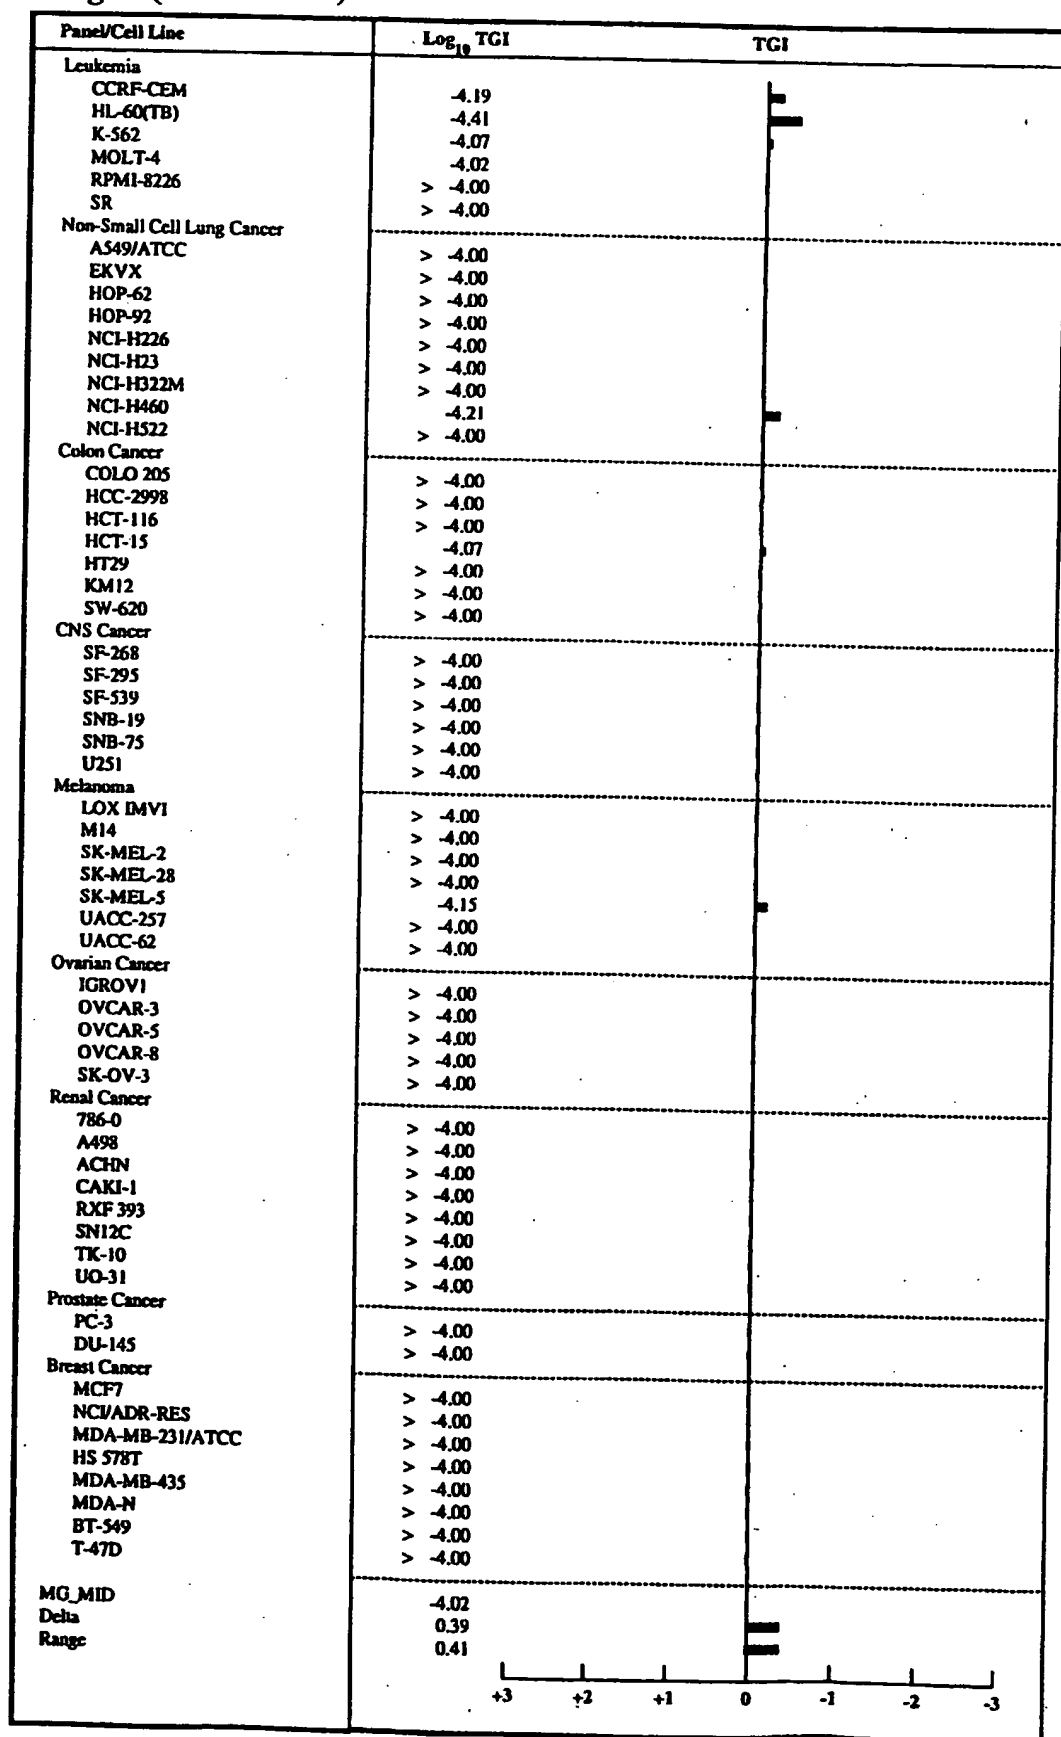 Panel/Cell Line Log10 TGI TGI
Leukemia
CCRF-CEM -4.19
HL-60(TB) -4.41
K-562 -4.07
MOLT-4 -4.02
RPMI-8226 > -4.00
SR > -4.00
Non-Small Cell Lung Cancer
A549/ATCC > -4.00
EKVX > -4.00
HOP-62 > -4.00
HOP-92 > -4.00
NCI-H226 > -4.00
NCI-H23 > -4.00
NCI-H322M > -4.00
NCI-H460 -4.21
NCI-H522 > -4.00
Colon Cancer
COLO 205 > -4.00
HCC-2998 > -4.00
HCT-116 > -4.00
HCT-15 -4.07
HT29 > -4.00
KM12 > -4.00
SW-620 > -4.00
CNS Cancer
SF-268 > -4.00
SF-295 > -4.00
SF-539 > -4.00
SNB-19 > -4.00
SNB-75 > -4.00
U251 > -4.00
Melanoma
LOX IMVI > -4.00
M14 > -4.00
SK-MEL-2 > -4.00
SK-MEL-28 > -4.00
SK-MEL-5 -4.15
UACC-257 > -4.00
UACC-62 > -4.00
Ovarian Cancer
IGROV1 > -4.00
OVCAR-3 > -4.00
OVCAR-5 > -4.00
OVCAR-8 > -4.00
SK-OV-3 > -4.00
Renal Cancer
786-0 > -4.00
A498 > -4.00
ACHN > -4.00
CAKI-1 > -4.00
RXF 393 > -4.00
SN12C > -4.00
TK-10 > -4.00
UO-31 > -4.00
Prostate Cancer
PC-3 > -4.00
DU-145 > -4.00
Breast Cancer
MCF7 > -4.00
NCI/ADR-RES > -4.00
MDA-MB-231/ATCC > -4.00
HS 578T > -4.00
MDA-MB-435 > -4.00
MDA-N > -4.00
BT-549 > -4.00
T-47D > -4.00
MG_MID -4.02
Delta 0.39
Range 0.41
+3 +2 +1 0 -1 -2 -3